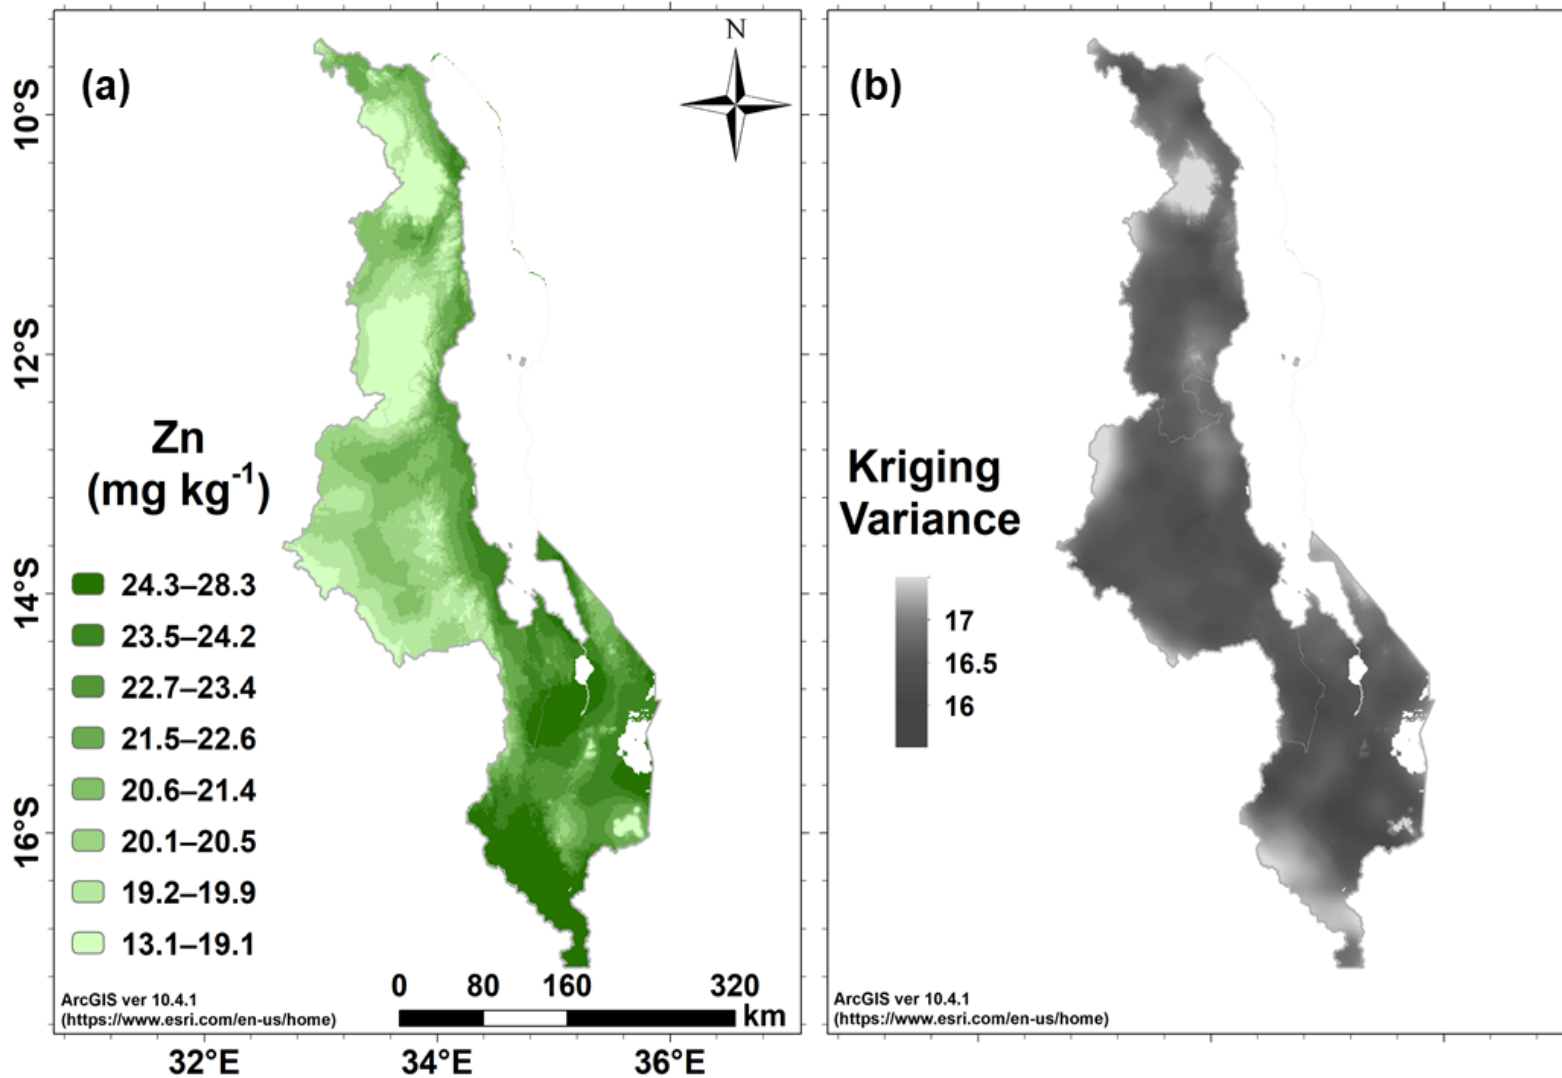 (a)
N
10°S
12°S
14°S
16°S
Zn
(mg kg⁻¹)
24.3–28.3
23.5–24.2
22.7–23.4
21.5–22.6
20.6–21.4
20.1–20.5
19.2–19.9
13.1–19.1
ArcGIS ver 10.4.1
(https://www.esri.com/en-us/home)
0 80 160 320
km
32°E 34°E 36°E
(b)
Kriging
Variance
17
16.5
16
ArcGIS ver 10.4.1
(https://www.esri.com/en-us/home)